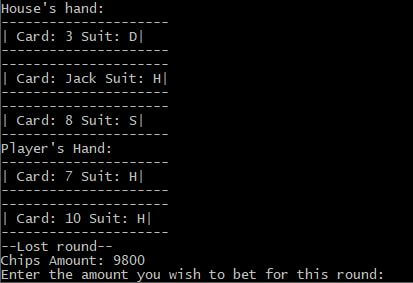 House's hand:
---------------------
| Card: 3 Suit: D|
---------------------
---------------------
| Card: Jack Suit: H|
---------------------
---------------------
| Card: 8 Suit: S|
---------------------
Player's Hand:
---------------------
| Card: 7 Suit: H|
---------------------
---------------------
| Card: 10 Suit: H|
---------------------
--Lost round--
Chips Amount: 9800
Enter the amount you wish to bet for this round: